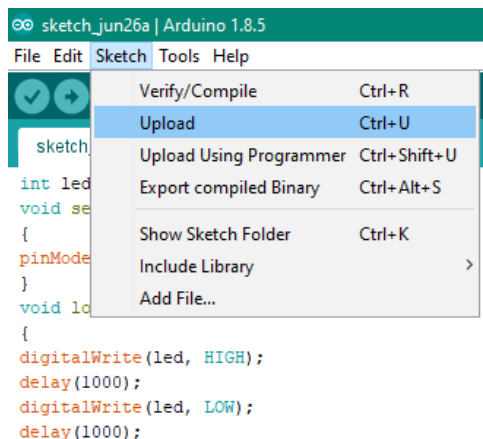 sketch_jun26a | Arduino 1.8.5
File Edit Sketch Tools Help
Verify/Compile Ctrl+R
Upload Ctrl+U
Upload Using Programmer Ctrl+Shift+U
Export compiled Binary Ctrl+Alt+S
Show Sketch Folder Ctrl+K
Include Library >
Add File...
sketch_
int led
void se
{
pinMode
}
void lo
{
digitalWrite(led, HIGH);
delay(1000);
digitalWrite(led, LOW);
delay(1000);